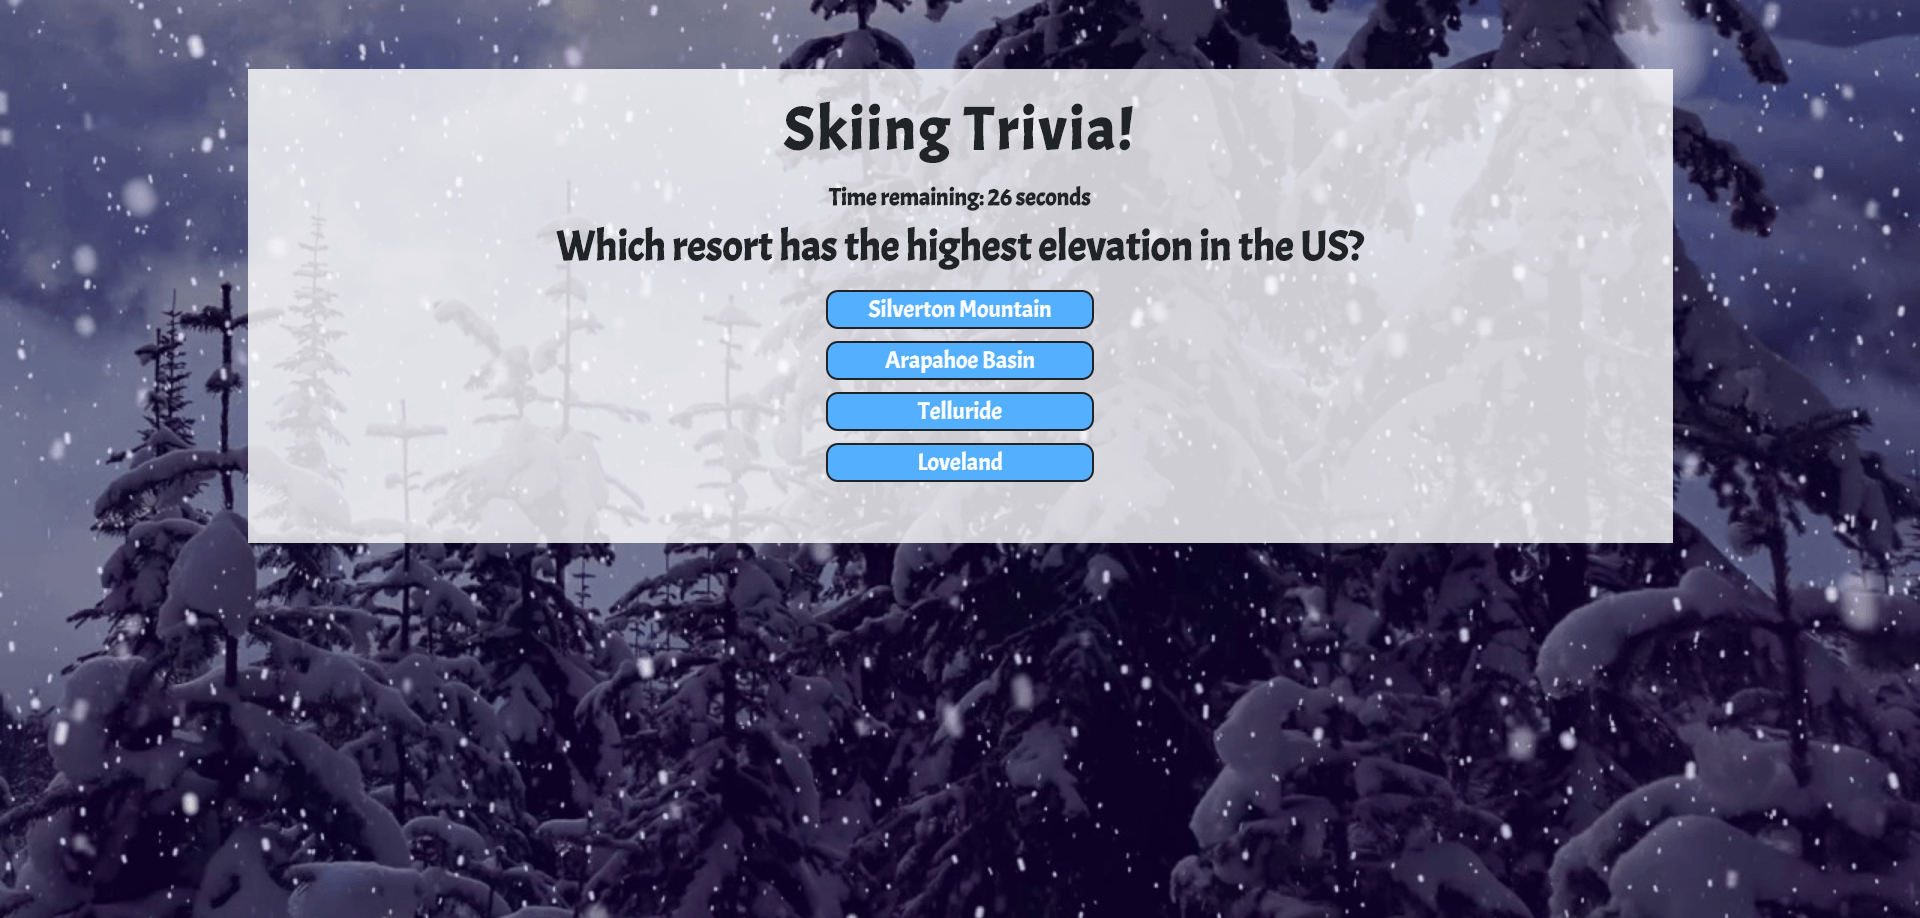 Skiing Trivia!
Time remaining: 26 seconds
Which resort has the highest elevation in the US?
Silverton Mountain
Arapahoe Basin
Telluride
Loveland